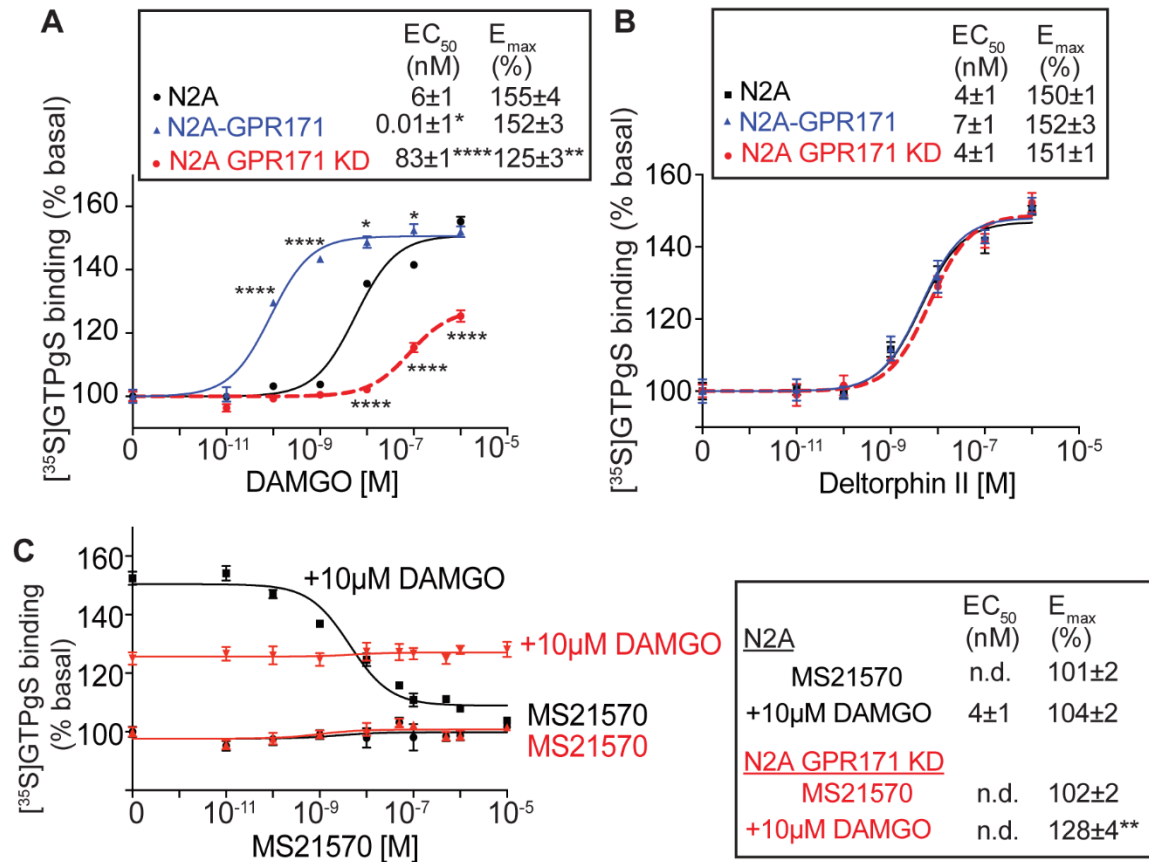 A
EC50 Emax
(nM) (%)
N2A 6±1 155±4
N2A-GPR171 0.01±1* 152±3
N2A GPR171 KD 83±1**** 125±3**
[35S]GTPgS binding (% basal)
160
140
120
100
**** **** * *
**** **** ****
0 10-11 10-9 10-7 10-5
DAMGO [M]
B
EC50 Emax
(nM) (%)
N2A 4±1 150±1
N2A-GPR171 7±1 152±3
N2A GPR171 KD 4±1 151±1
[35S]GTPgS binding (% basal)
160
140
120
100
0 10-11 10-9 10-7 10-5
Deltorphin II [M]
C
[35S]GTPgS binding
(% basal)
160
140
120
100
+10µM DAMGO
+10µM DAMGO
MS21570
MS21570
0 10-11 10-9 10-7 10-5
MS21570 [M]
EC50 Emax
(nM) (%)
N2A
MS21570 n.d. 101±2
+10µM DAMGO 4±1 104±2
N2A GPR171 KD
MS21570 n.d. 102±2
+10µM DAMGO n.d. 128±4**